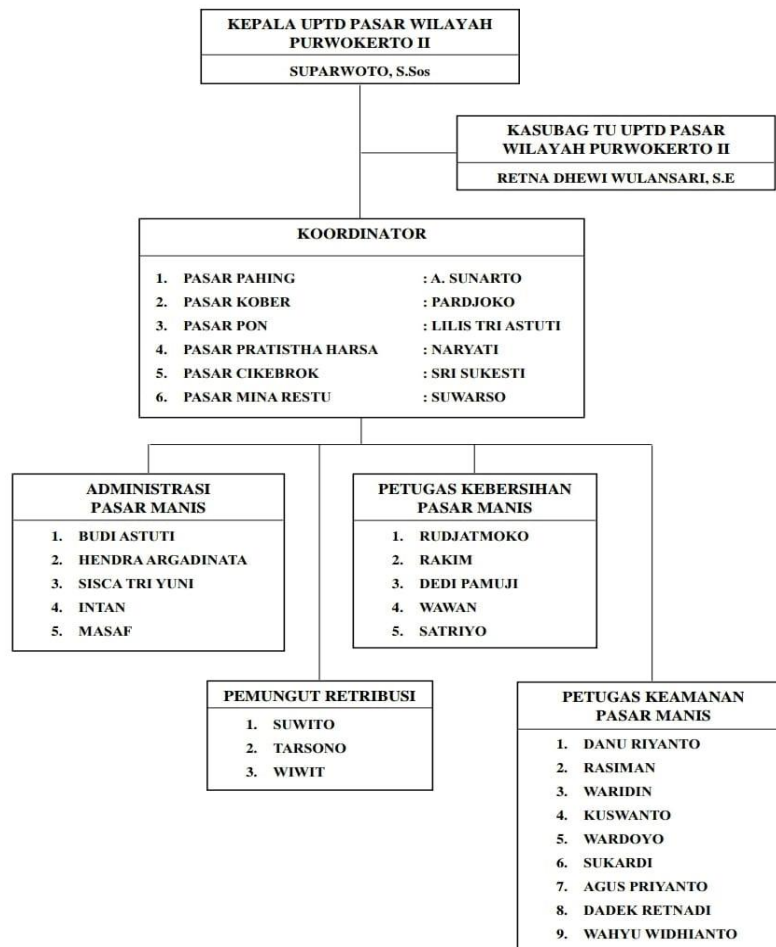 KEPALA UPTD PASAR WILAYAH
PURWOKERTO II
SUPARWOTO, S.Sos
KASUBAG TU UPTD PASAR
WILAYAH PURWOKERTO II
RETNA DHEWI WULANSARI, S.E
KOORDINATOR
1. PASAR PAHING : A. SUNARTO
2. PASAR KOBER : PARDJOKO
3. PASAR PON : LILIS TRI ASTUTI
4. PASAR PRATISTHA HARSA : NARYATI
5. PASAR CIKEBROK : SRI SUKESTI
6. PASAR MINA RESTU : SUWARSO
ADMINISTRASI
PASAR MANIS
1. BUDI ASTUTI
2. HENDRA ARGADINATA
3. SISCA TRI YUNI
4. INTAN
5. MASAF
PETUGAS KEBERSIHAN
PASAR MANIS
1. RUDJATMOKO
2. RAKIM
3. DEDI PAMUJI
4. WAWAN
5. SATRIYO
PEMUNGUT RETRIBUSI
1. SUWITO
2. TARSONO
3. WIWIT
PETUGAS KEAMANAN
PASAR MANIS
1. DANU RIYANTO
2. RASIMAN
3. WARIDIN
4. KUSWANTO
5. WARDOYO
6. SUKARDI
7. AGUS PRIYANTO
8. DADEK RETNADI
9. WAHYU WIDHIANTO